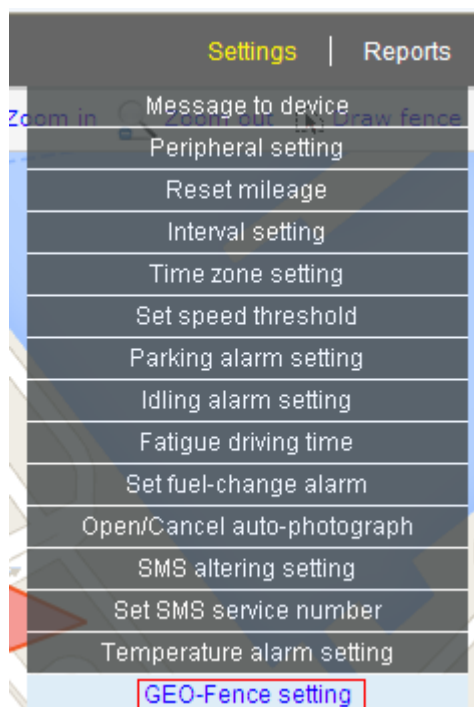 Settings | Reports
Zoom in Zoom out Draw fence
Message to device
Peripheral setting
Reset mileage
Interval setting
Time zone setting
Set speed threshold
Parking alarm setting
Idling alarm setting
Fatigue driving time
Set fuel-change alarm
Open/Cancel auto-photograph
SMS altering setting
Set SMS service number
Temperature alarm setting
GEO-Fence setting